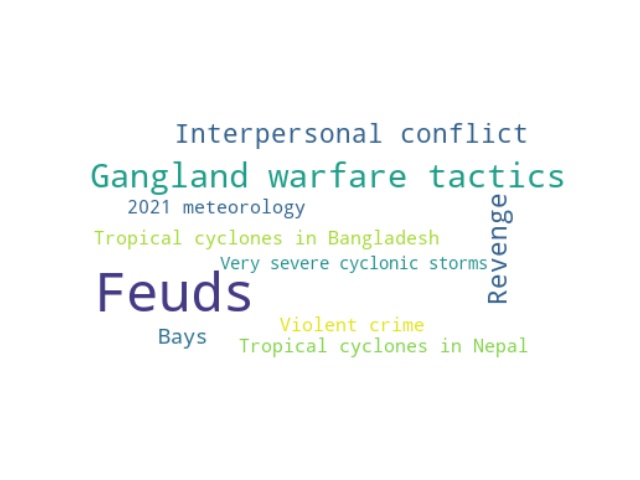 Interpersonal conflict
Gangland warfare tactics
2021 meteorology
Revenge
Tropical cyclones in Bangladesh
Very severe cyclonic storms
Feuds
Violent crime
Bays
Tropical cyclones in Nepal